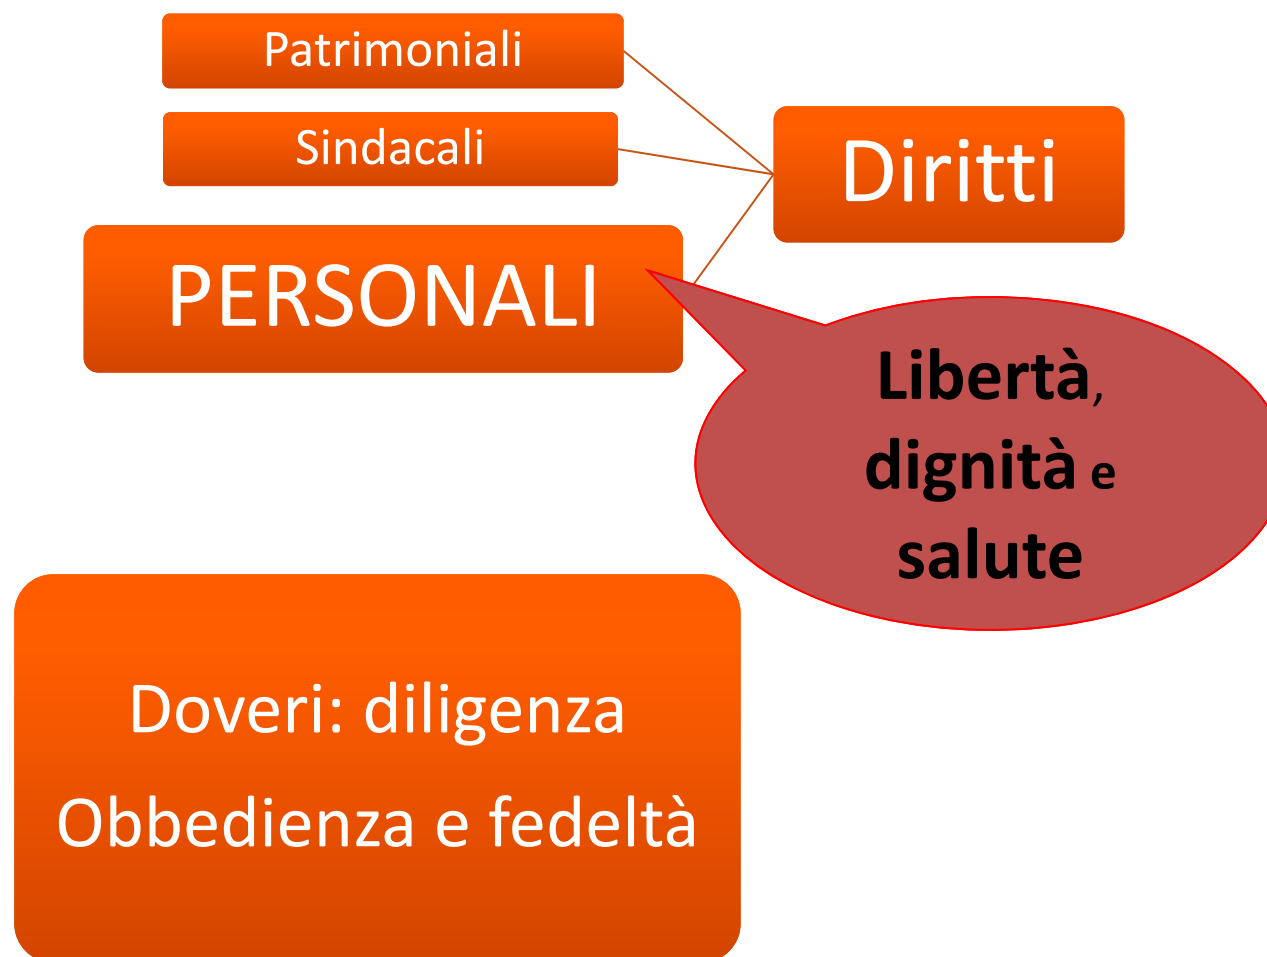 Patrimoniali
Sindacali
Diritti
PERSONALI
Libertà,
dignità e
salute
Doveri: diligenza
Obbedienza e fedeltà